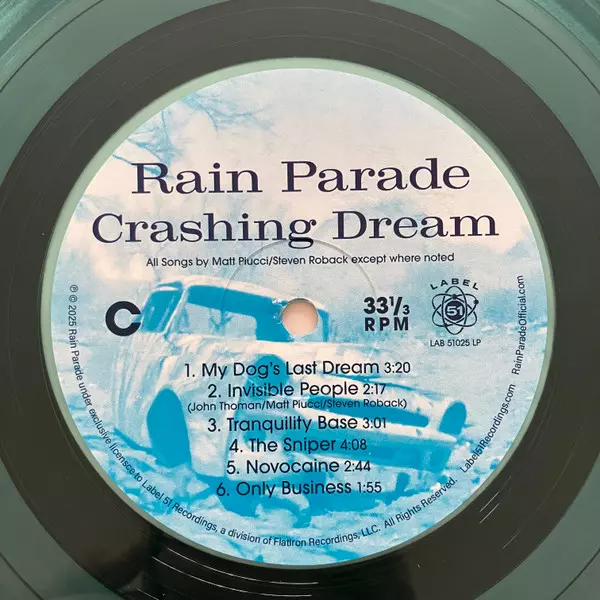 Rain Parade
Crashing Dream
All Songs by Matt Piucci/Steven Roback except where noted
C
33 1/3
RPM
LABEL
51
LAB 51025 LP
1. My Dog's Last Dream 3:20
2. Invisible People 2:17
(John Thoman/Matt Piucci/Steven Roback)
3. Tranquility Base 3:01
4. The Sniper 4:08
5. Novocaine 2:44
6. Only Business 1:55
℗ © 2025 Rain Parade under exclusive license to Label 51 Recordings, a division of Flatiron Recordings, LLC. All Rights Reserved. Label51Recordings.com RainParadeOfficial.com